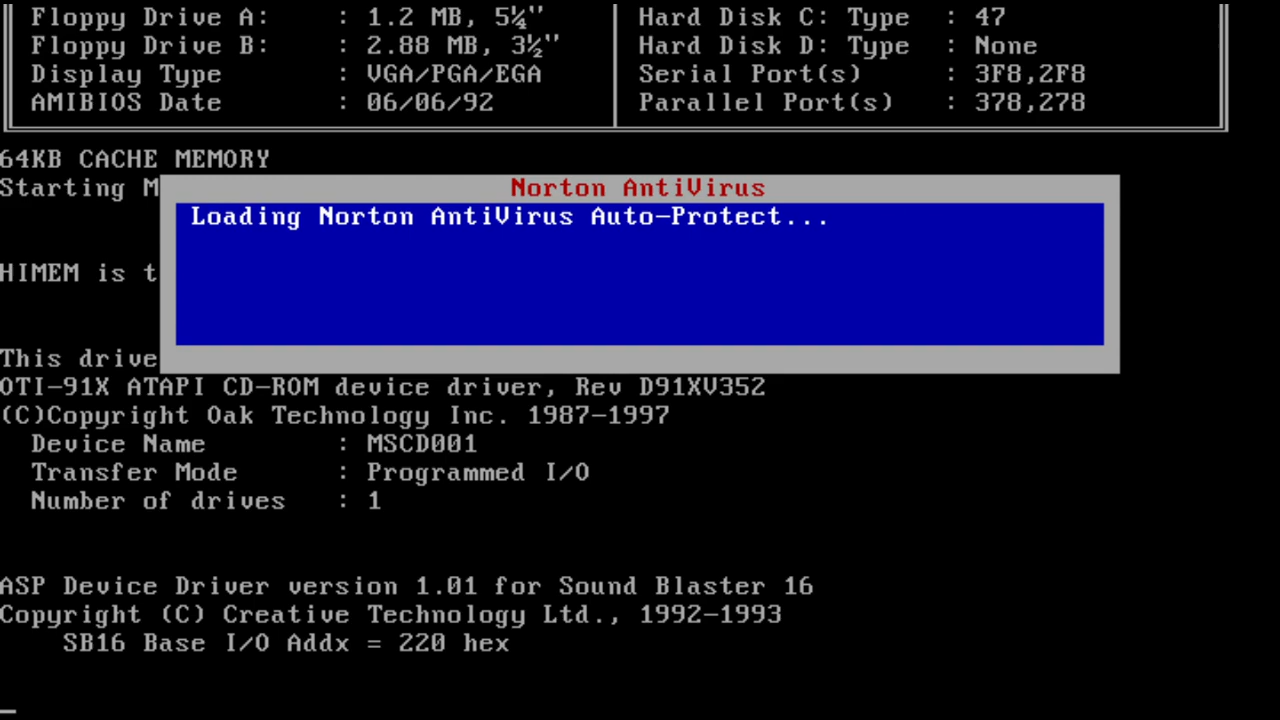 Floppy Drive A: : 1.2 MB, 5¼" Hard Disk C: Type : 47
Floppy Drive B: : 2.88 MB, 3½" Hard Disk D: Type : None
Display Type : VGA/PGA/EGA Serial Port(s) : 3F8,2F8
AMIBIOS Date : 06/06/92 Parallel Port(s) : 378,278
64KB CACHE MEMORY
Starting M
Norton AntiVirus
Loading Norton AntiVirus Auto-Protect...
HIMEM is t
This drive
OTI-91X ATAPI CD-ROM device driver, Rev D91XV352
(C)Copyright Oak Technology Inc. 1987-1997
Device Name : MSCD001
Transfer Mode : Programmed I/O
Number of drives : 1
ASP Device Driver version 1.01 for Sound Blaster 16
Copyright (C) Creative Technology Ltd., 1992-1993
SB16 Base I/O Addx = 220 hex
_